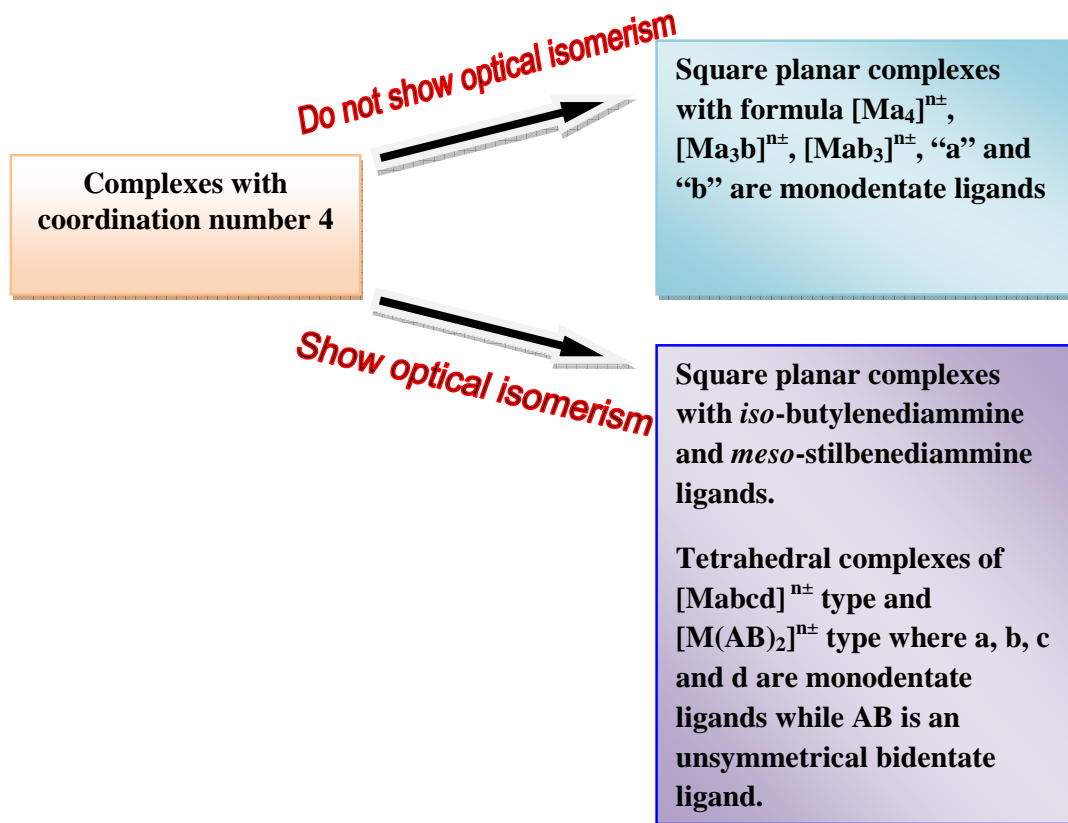 Do not show optical isomerism
Square planar complexes
with formula [Ma₄]ⁿ±,
[Ma₃b]ⁿ±, [Mab₃]ⁿ±, “a” and
“b” are monodentate ligands
Complexes with
coordination number 4
Show optical isomerism
Square planar complexes
with iso-butylenediammine
and meso-stilbenediammine
ligands.
Tetrahedral complexes of
[Mabcd] ⁿ± type and
[M(AB)₂]ⁿ± type where a, b, c
and d are monodentate
ligands while AB is an
unsymmetrical bidentate
ligand.